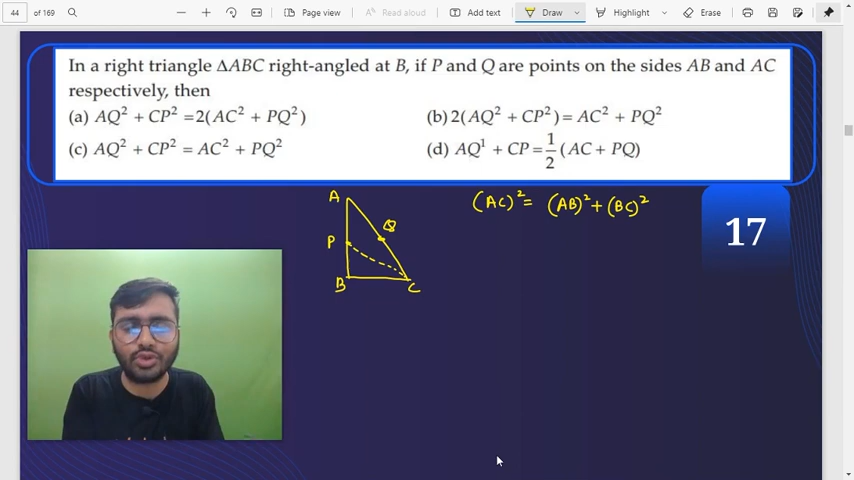 44 of 169 Page view Read aloud Add text Draw Highlight Erase
In a right triangle ΔABC right-angled at B, if P and Q are points on the sides AB and AC
respectively, then
(a) AQ² + CP² =2(AC² + PQ²) (b) 2(AQ² + CP²)= AC² + PQ²
(c) AQ² + CP² = AC² + PQ² (d) AQ¹ + CP = 1/2 (AC + PQ)
A
(AC)² = (AB)² + (BC)²
Q
P
B
C
17